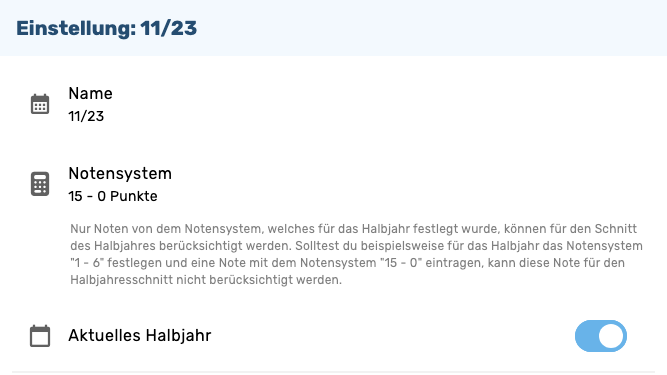 Einstellung: 11/23
Name
11/23
Notensystem
15 - 0 Punkte
Nur Noten von dem Notensystem, welches für das Halbjahr festlegt wurde, können für den Schnitt
des Halbjahres berücksichtigt werden. Solltest du beispielsweise für das Halbjahr das Notensystem
"1 - 6" festlegen und eine Note mit dem Notensystem "15 - 0" eintragen, kann diese Note für den
Halbjahresschnitt nicht berücksichtigt werden.
Aktuelles Halbjahr